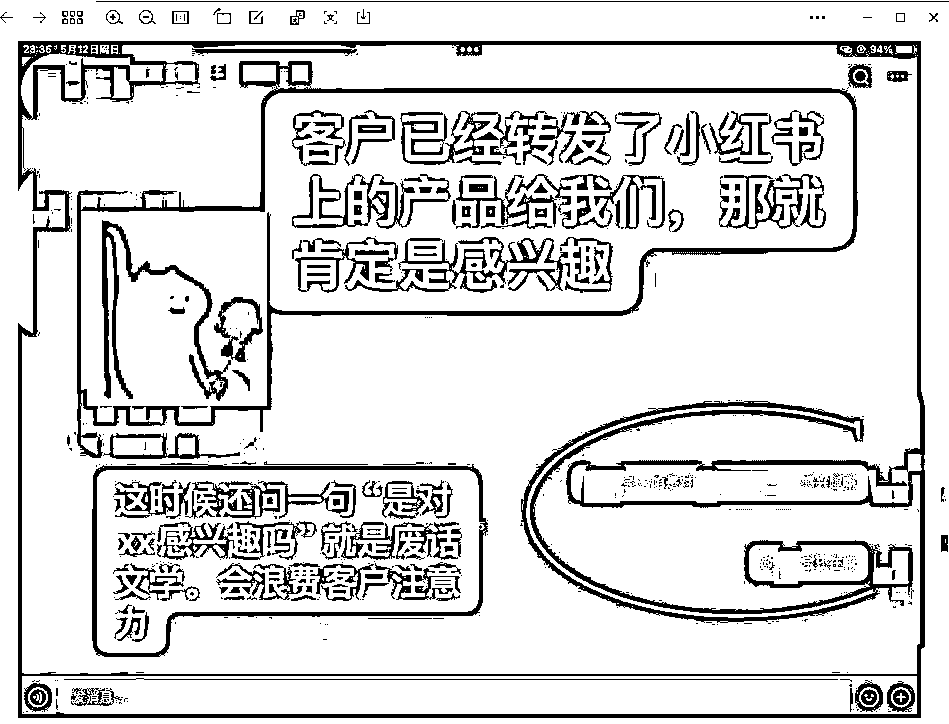 23:36 5月12日周日
94%
客户已经转发了小红书
上的产品给我们，那就
肯定是感兴趣
这时候还问一句“是对
xx感兴趣吗”就是废话
文学。会浪费客户注意
力
发消息